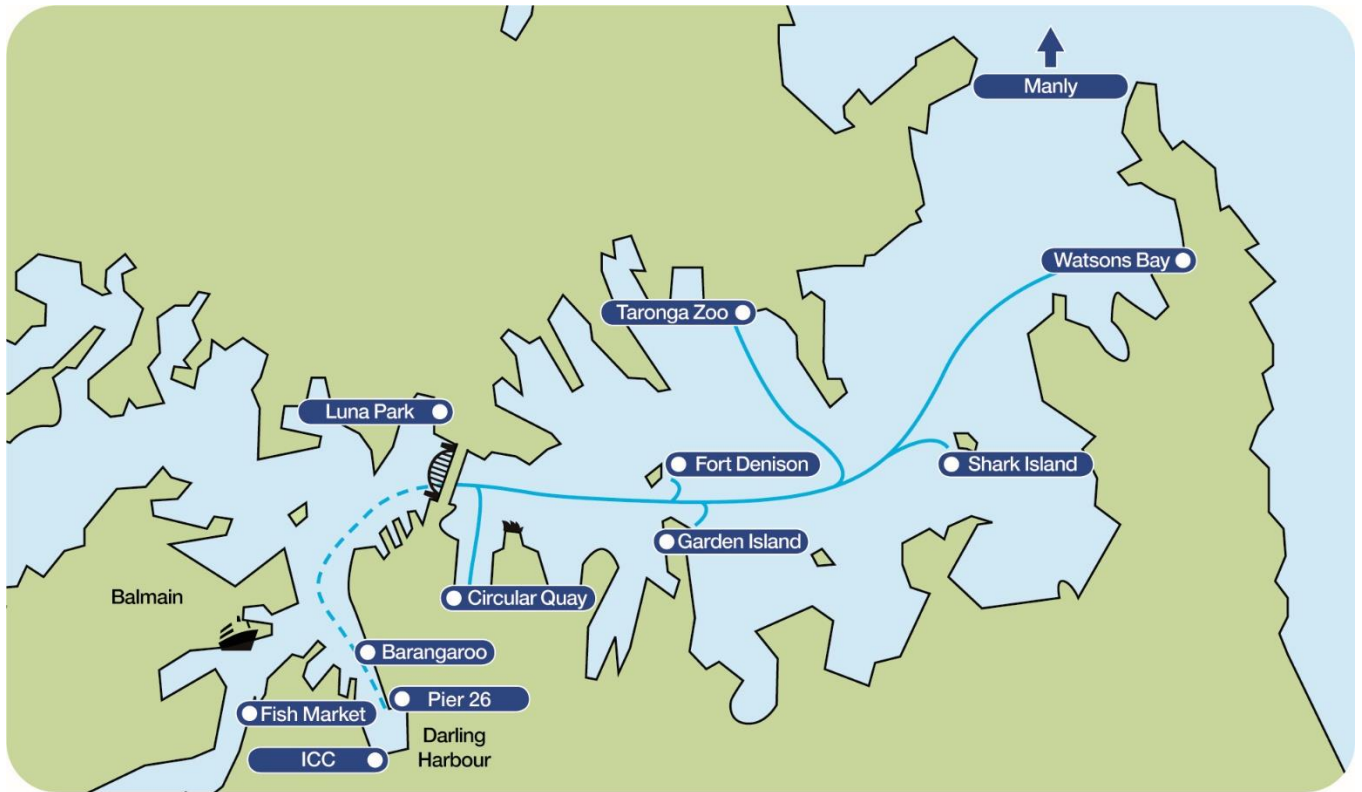 Manly
Watsons Bay
Taronga Zoo
Luna Park
Fort Denison
Shark Island
Garden Island
Balmain
Circular Quay
Barangaroo
Pier 26
Fish Market
Darling
Harbour
ICC